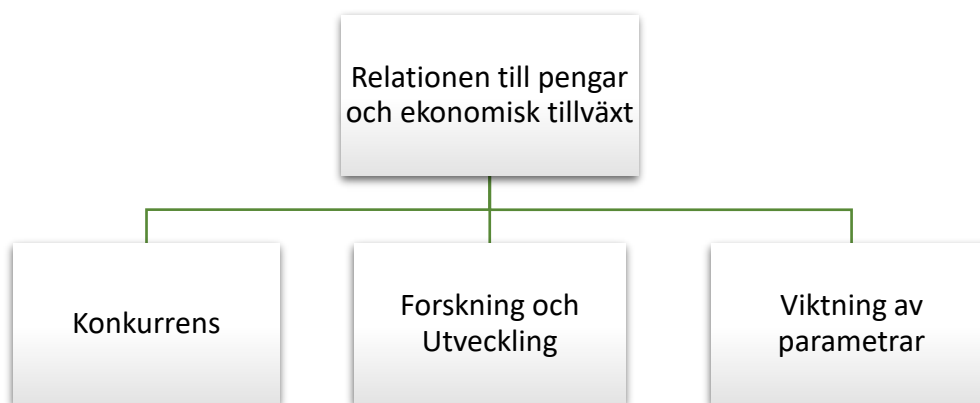 Relationen till pengar
och ekonomisk tillväxt
Konkurrens
Forskning och
Utveckling
Viktning av
parametrar